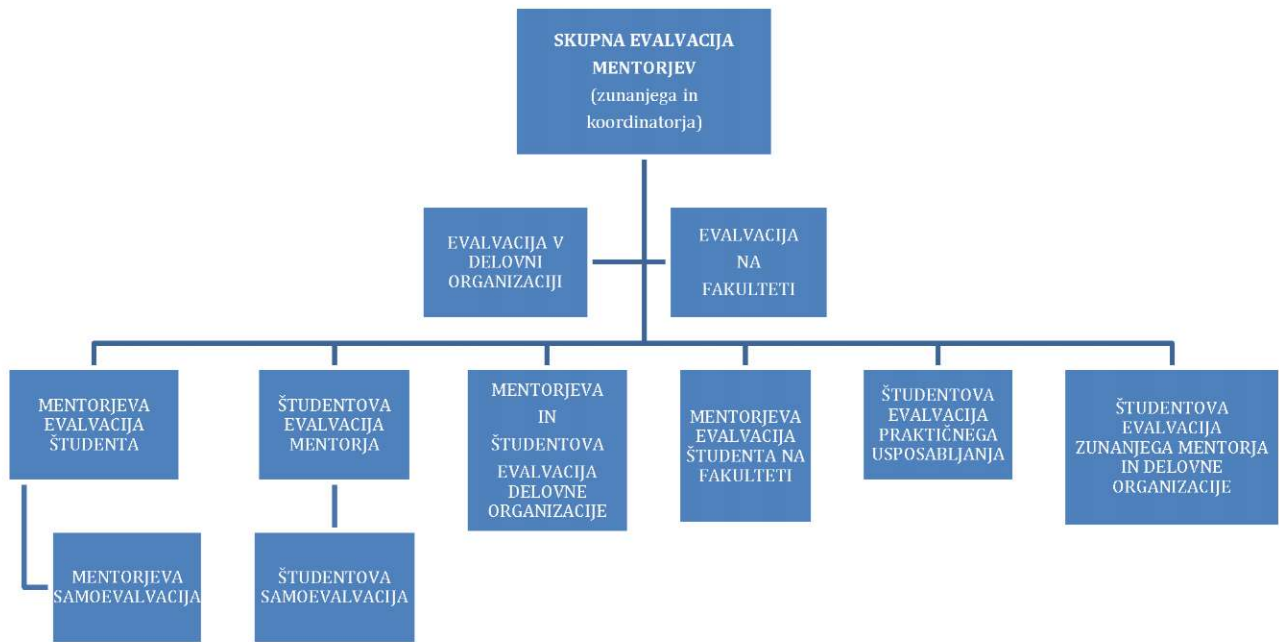 SKUPNA EVALVACIJA
MENTORJEV
(zunanjega in
koordinatorja)
EVALVACIJA V
DELOVNI
ORGANIZACIJI
EVALVACIJA
NA
FAKULTETI
MENTORJEVA
EVALVACIJA
ŠTUDENTA
ŠTUDENTOVA
EVALVACIJA
MENTORJA
MENTORJEVA
IN
ŠTUDENTOVA
EVALVACIJA
DELOVNE
ORGANIZACIJE
MENTORJEVA
EVALVACIJA
ŠTUDENTA NA
FAKULTETI
ŠTUDENTOVA
EVALVACIJA
PRAKTIČNEGA
USPOSABLJANJA
ŠTUDENTOVA
EVALVACIJA
ZUNANJEGA MENTORJA
IN DELOVNE
ORGANIZACIJE
MENTORJEVA
SAMOEVALVACIJA
ŠTUDENTOVA
SAMOEVALVACIJA